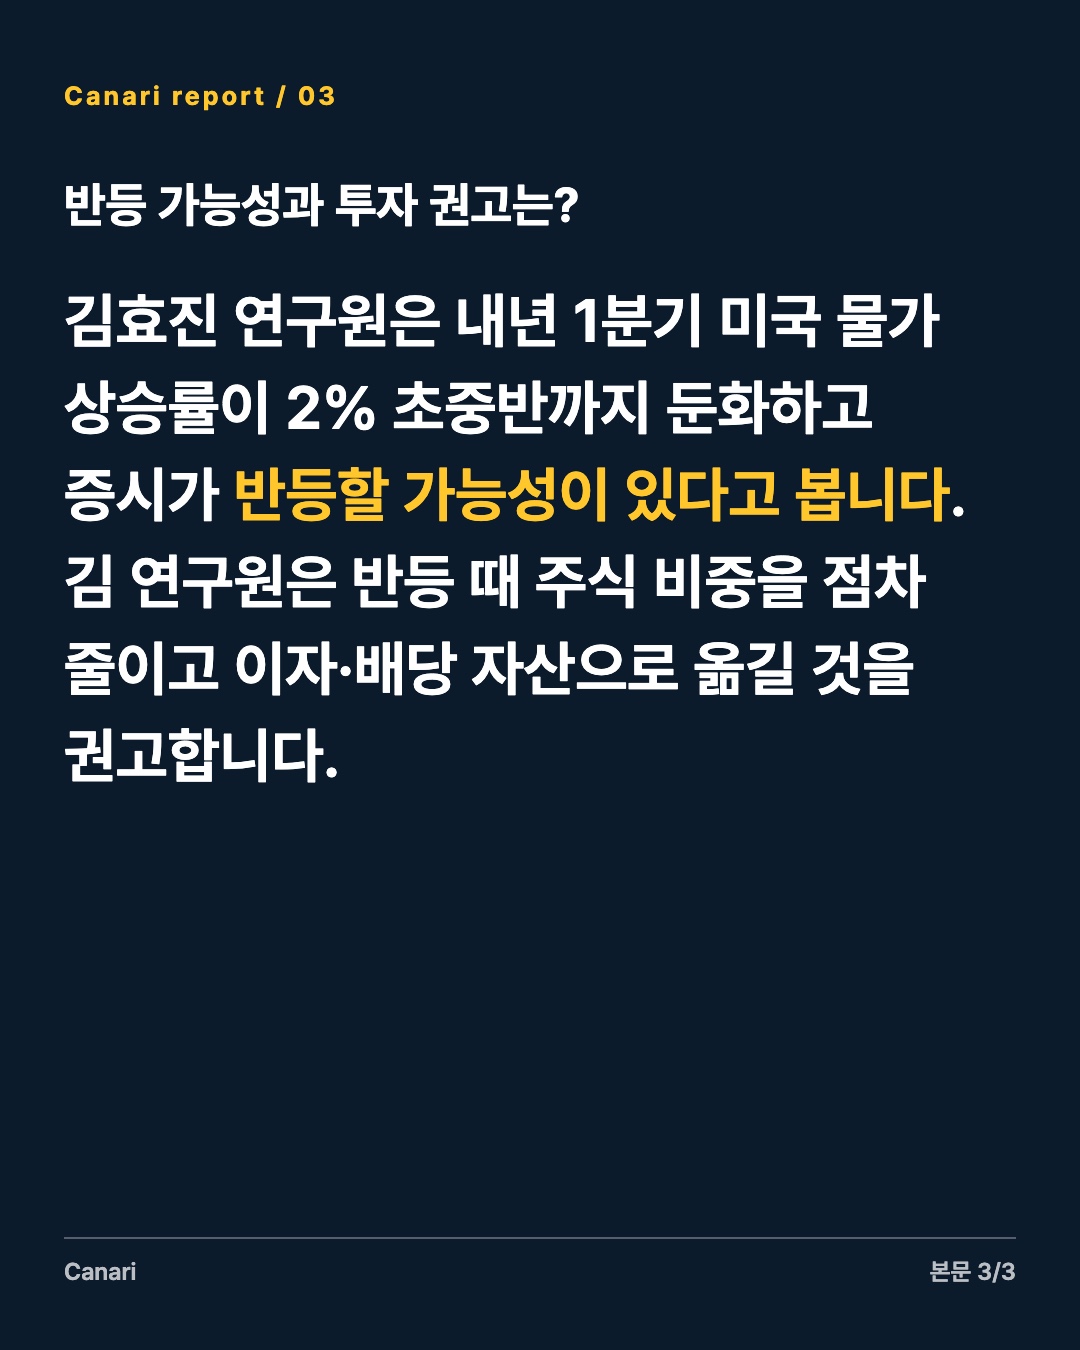 Canari report / 03
반등 가능성과 투자 권고는?
김효진 연구원은 내년 1분기 미국 물가
상승률이 2% 초중반까지 둔화하고
증시가 반등할 가능성이 있다고 봅니다.
김 연구원은 반등 때 주식 비중을 점차
줄이고 이자·배당 자산으로 옮길 것을
권고합니다.
Canari
본문 3/3